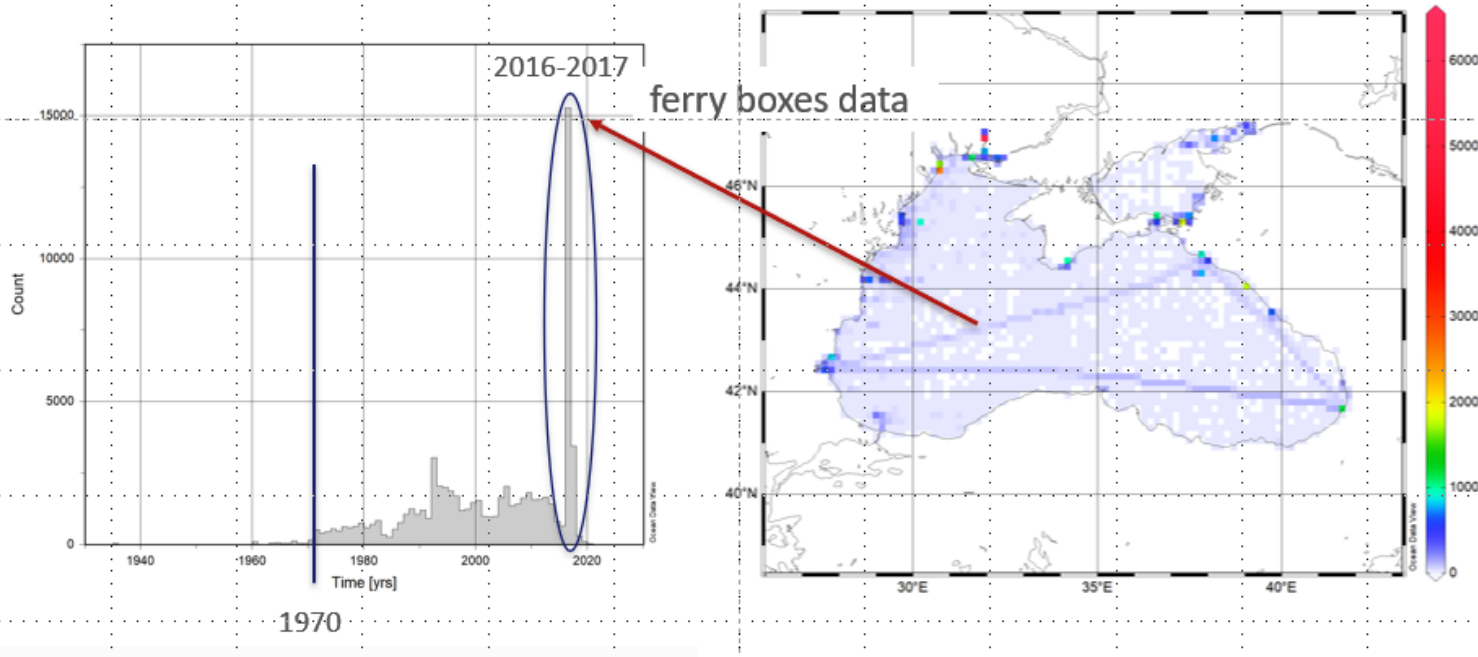 2016-2017
ferry boxes data
15000
10000
5000
0
Count
1940
1960
1980
2000
2020
Time [yrs]
1970
Ocean Data View
46°N
44°N
42°N
40°N
30°E
35°E
40°E
6000
5000
4000
3000
2000
1000
0
Ocean Data View